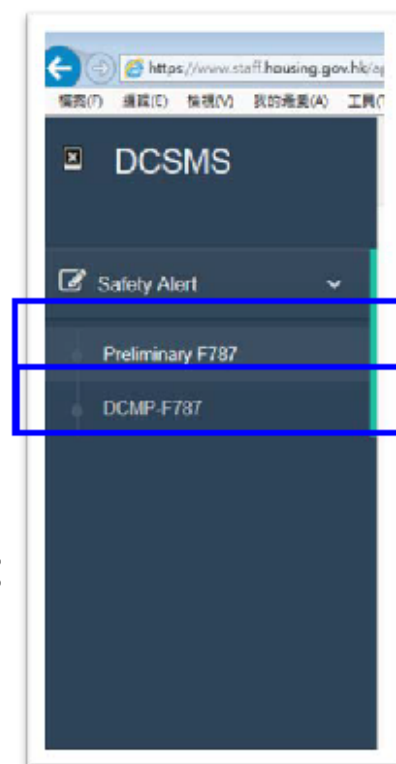 https://www.staff.housing.gov.hk/ap
檔案(F) 編輯(E) 檢視(V) 我的最愛(A) 工具(
DCSMS
Safety Alert
Preliminary F787
DCMP-F787